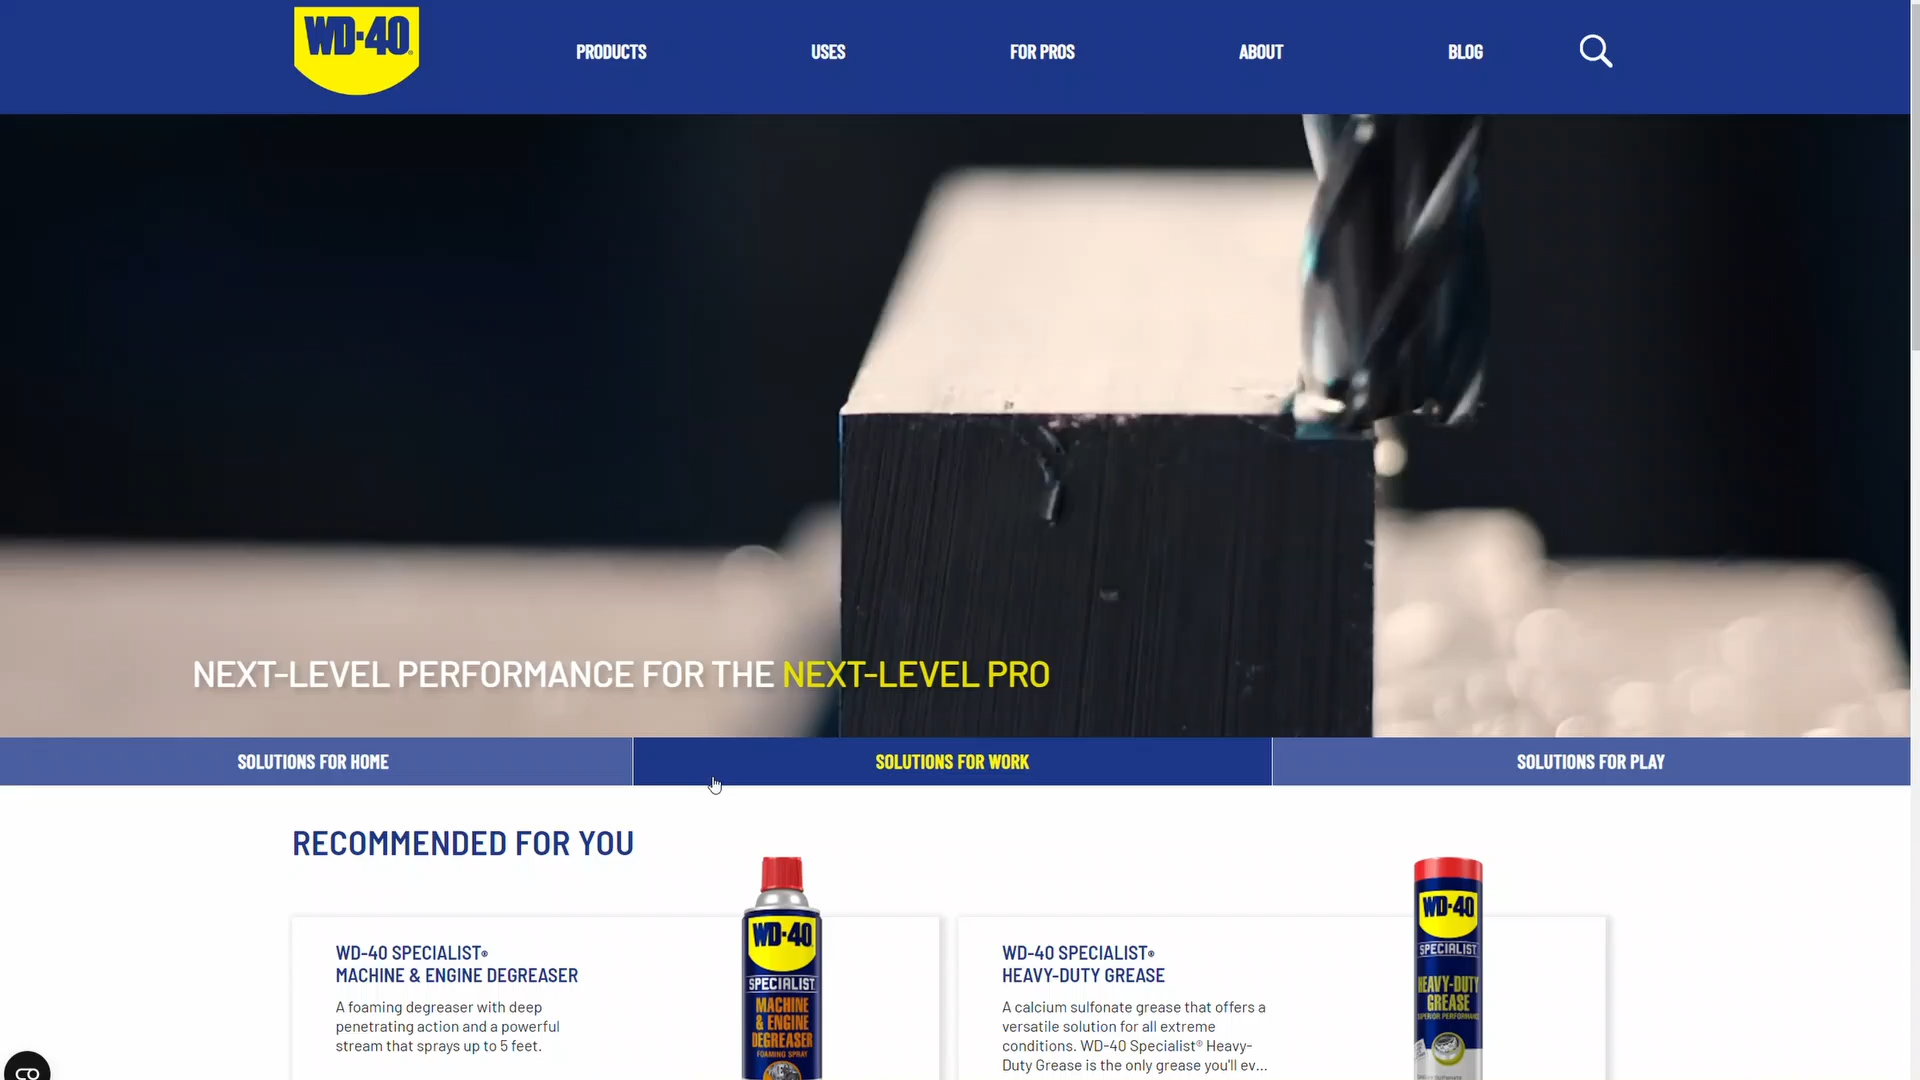 WD-40
PRODUCTS
USES
FOR PROS
ABOUT
BLOG
NEXT-LEVEL PERFORMANCE FOR THE NEXT-LEVEL PRO
SOLUTIONS FOR HOME
SOLUTIONS FOR WORK
SOLUTIONS FOR PLAY
RECOMMENDED FOR YOU
WD-40 SPECIALIST®
MACHINE & ENGINE DEGREASER
A foaming degreaser with deep
penetrating action and a powerful
stream that sprays up to 5 feet.
WD-40
SPECIALIST
MACHINE
& ENGINE
DEGREASER
FOAMING SPRAY
WD-40 SPECIALIST®
HEAVY-DUTY GREASE
A calcium sulfonate grease that offers a
versatile solution for all extreme
conditions. WD-40 Specialist® Heavy-
Duty Grease is the only grease you'll ev...
WD-40
SPECIALIST
HEAVY-DUTY
GREASE
SUPERIOR PERFORMANCE